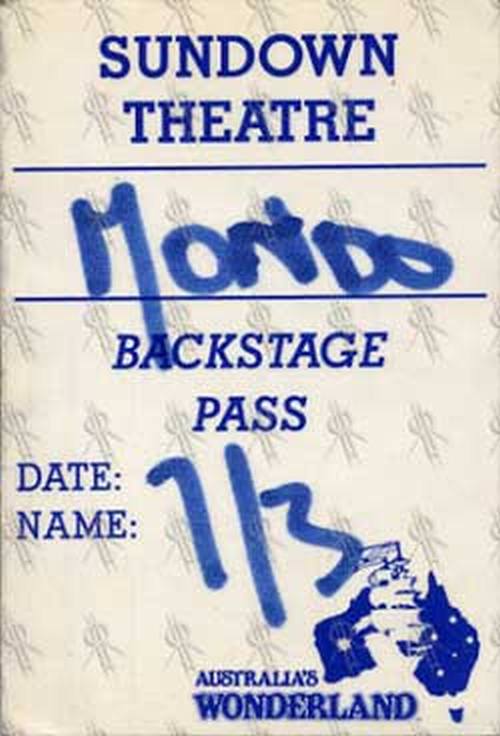 SUNDOWN
THEATRE
MoNDo
BACKSTAGE
PASS
DATE: 7/3
NAME:
AUSTRALIA'S
WONDERLAND